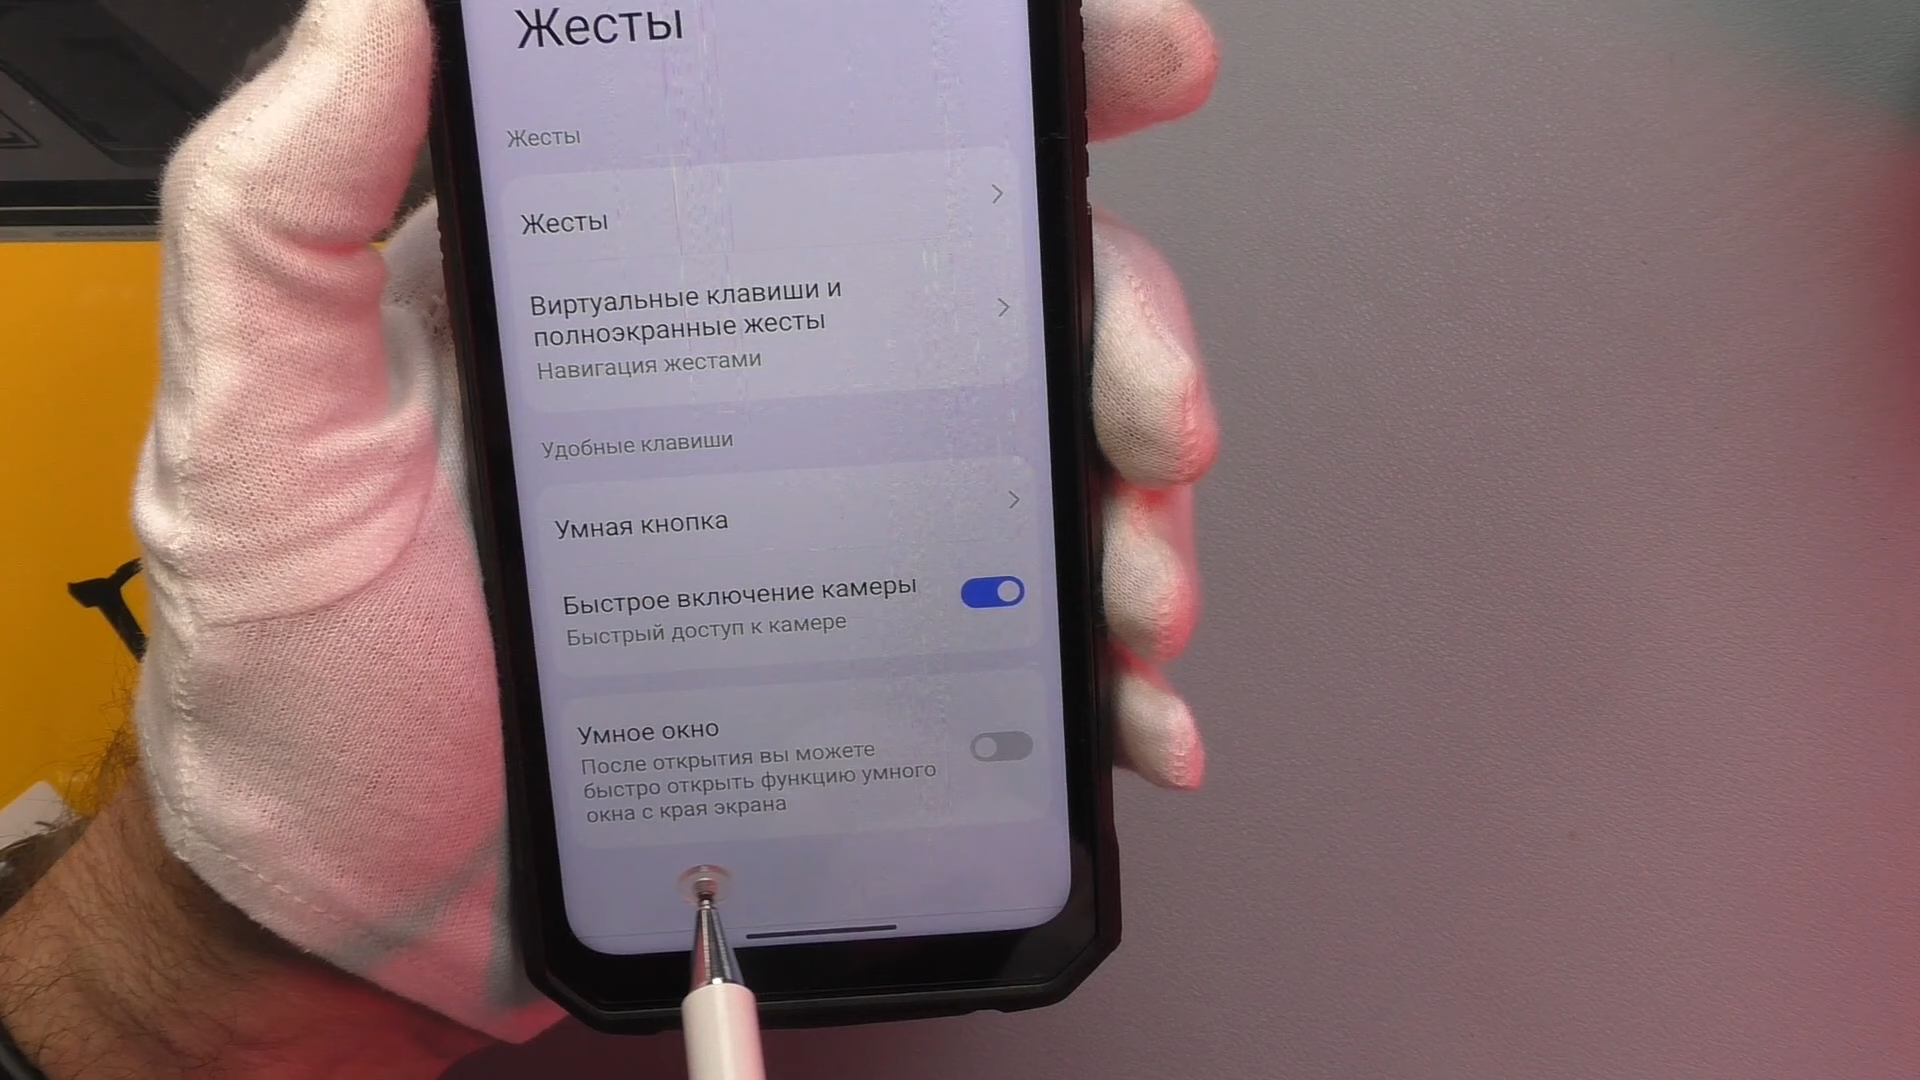 Жесты
Жесты
Жесты
Виртуальные клавиши и
полноэкранные жесты
Навигация жестами
Удобные клавиши
Умная кнопка
Быстрое включение камеры
Быстрый доступ к камере
Умное окно
После открытия вы можете
быстро открыть функцию умного
окна с края экрана